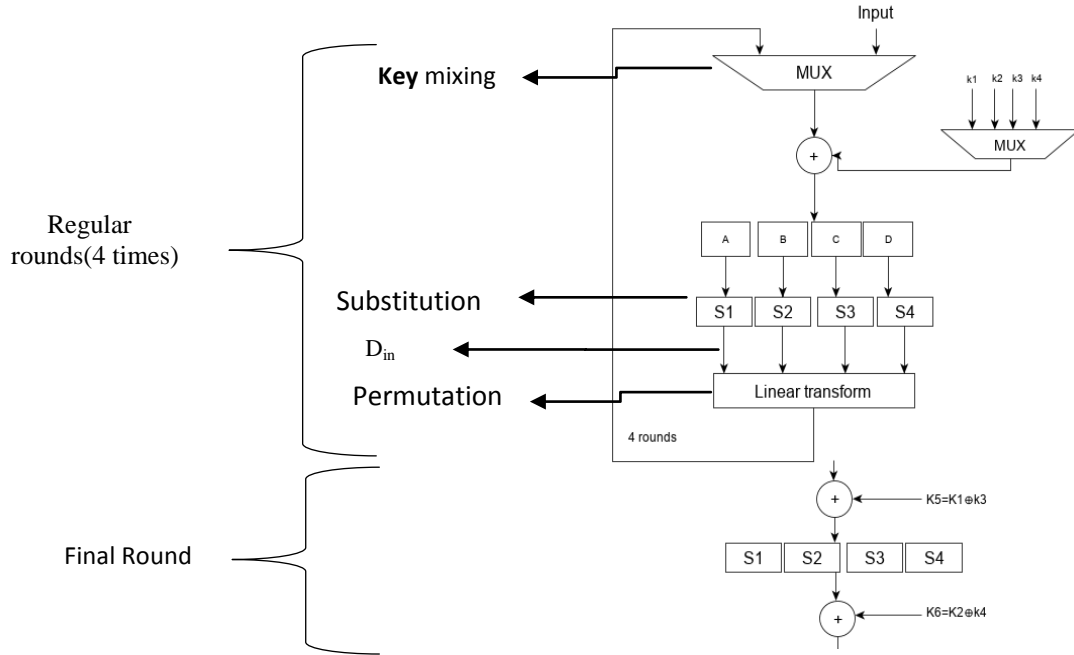 Input
Key mixing
MUX
k1 k2 k3 k4
MUX
+
Regular
rounds(4 times)
A B C D
Substitution
S1 S2 S3 S4
Din
Permutation
Linear transform
4 rounds
+
K5=K1⊕k3
Final Round
S1 S2 S3 S4
+
K6=K2⊕k4